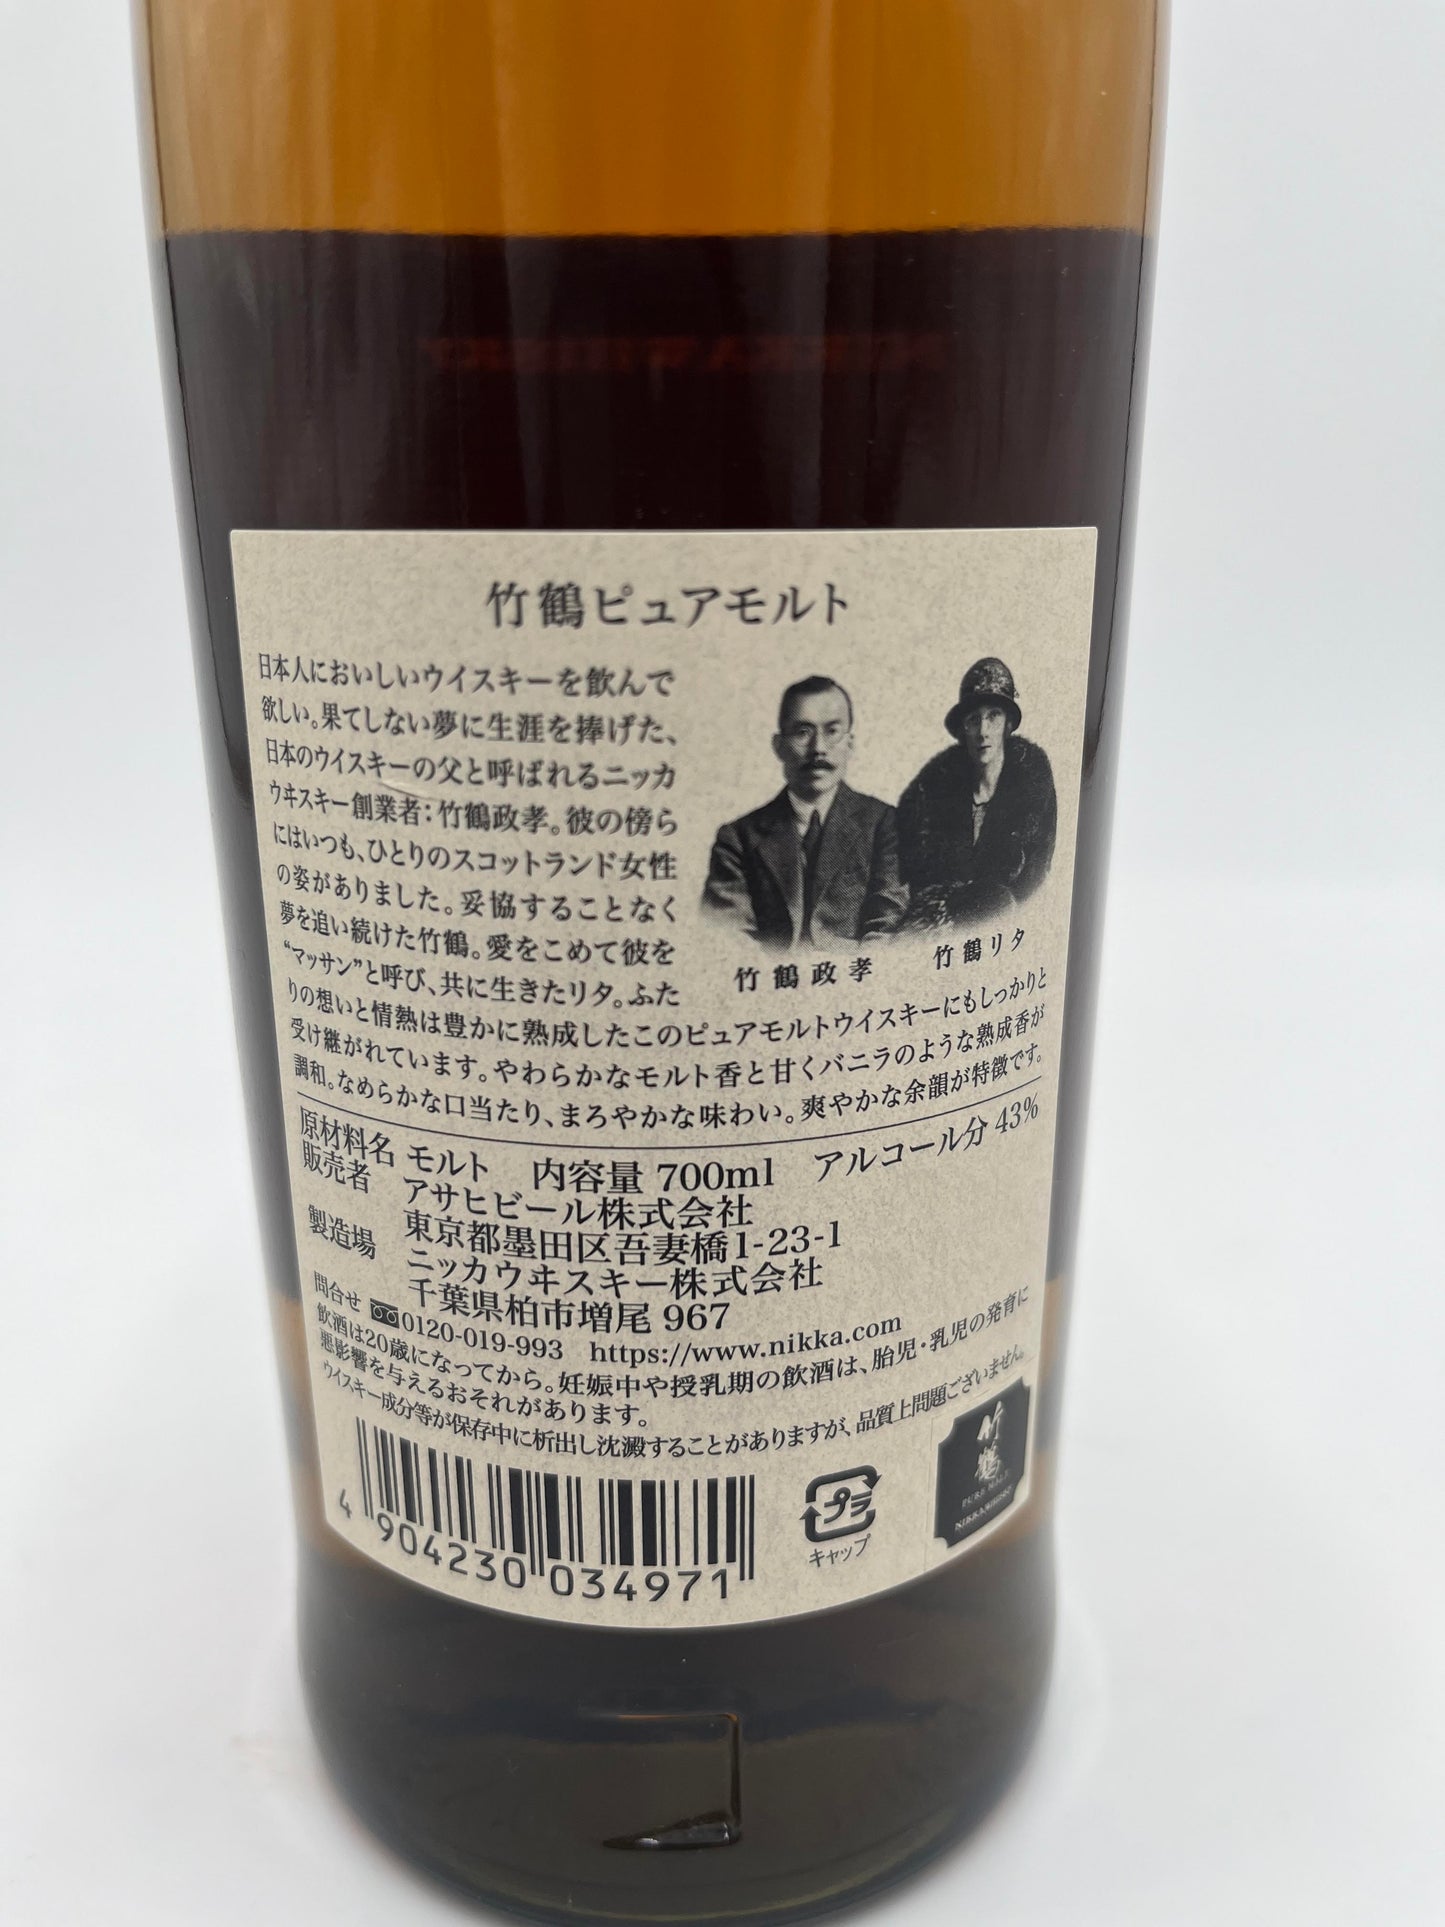 竹鶴ピュアモルト
日本人においしいウイスキーを飲んで
欲しい。果てしない夢に生涯を捧げた、
日本のウイスキーの父と呼ばれるニッカ
ウヰスキー創業者：竹鶴政孝。彼の傍ら
にはいつも、ひとりのスコットランド女性
の姿がありました。妥協することなく
夢を追い続けた竹鶴。愛をこめて彼を
“マッサン”と呼び、共に生きたリタ。ふた
りの想いと情熱は豊かに熟成したこのピュアモルトウイスキーにもしっかりと
受け継がれています。やわらかなモルト香と甘くバニラのような熟成香が
調和。なめらかな口当たり、まろやかな味わい。爽やかな余韻が特徴です。
竹鶴政孝
竹鶴リタ
原材料名 モルト 内容量 700ml アルコール分 43%
販売者 アサヒビール株式会社
東京都墨田区吾妻橋1-23-1
製造場 ニッカウヰスキー株式会社
千葉県柏市増尾 967
問合せ 0120-019-993 https://www.nikka.com
飲酒は20歳になってから。妊娠中や授乳期の飲酒は、胎児・乳児の発育に
悪影響を与えるおそれがあります。
ウイスキー成分等が保存中に析出し沈澱することがありますが、品質上問題ございません。
4 904230 034971
プラ
キャップ
竹鶴
PURE MALT